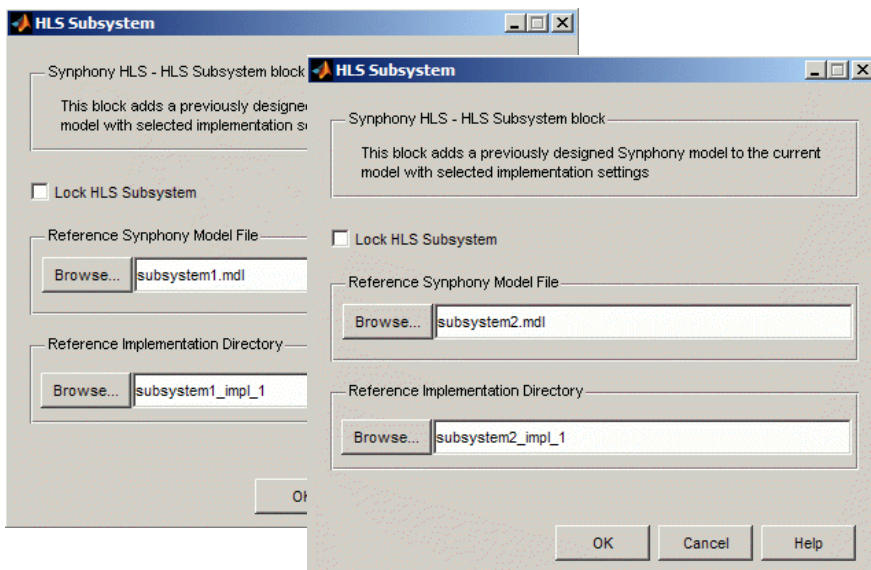 HLS Subsystem
Synphony HLS - HLS Subsystem block
This block adds a previously
model with selected implementation
Lock HLS Subsystem
Reference Synphony Model File
Browse... subsystem1.mdl
Reference Implementation Directory
Browse... subsystem1_impl_1
HLS Subsystem
Synphony HLS - HLS Subsystem block
This block adds a previously designed Synphony model to the current
model with selected implementation settings
Lock HLS Subsystem
Reference Synphony Model File
Browse... subsystem2.mdl
Reference Implementation Directory
Browse... subsystem2_impl_1
OK Cancel Help